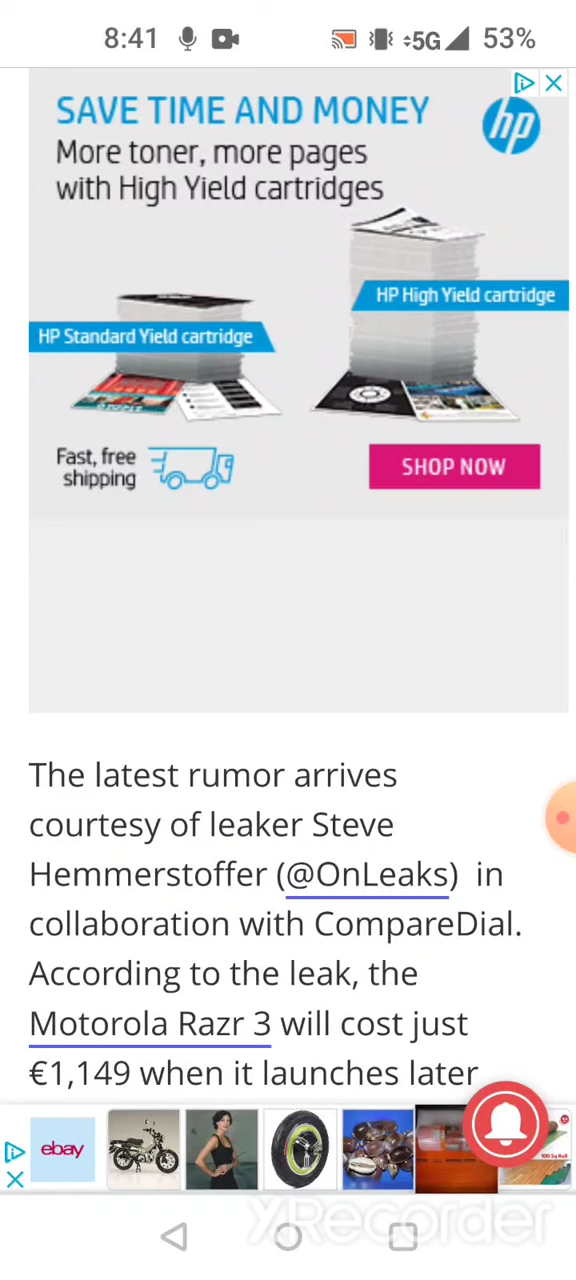 8:41 5G 53%
SAVE TIME AND MONEY
hp
More toner, more pages
with High Yield cartridges
HP High Yield cartridge
HP Standard Yield cartridge
Fast, free
shipping
SHOP NOW
The latest rumor arrives
courtesy of leaker Steve
Hemmerstoffer (@OnLeaks) in
collaboration with CompareDial.
According to the leak, the
Motorola Razr 3 will cost just
€1,149 when it launches later
ebay
100 Sq Roll
XRecorder